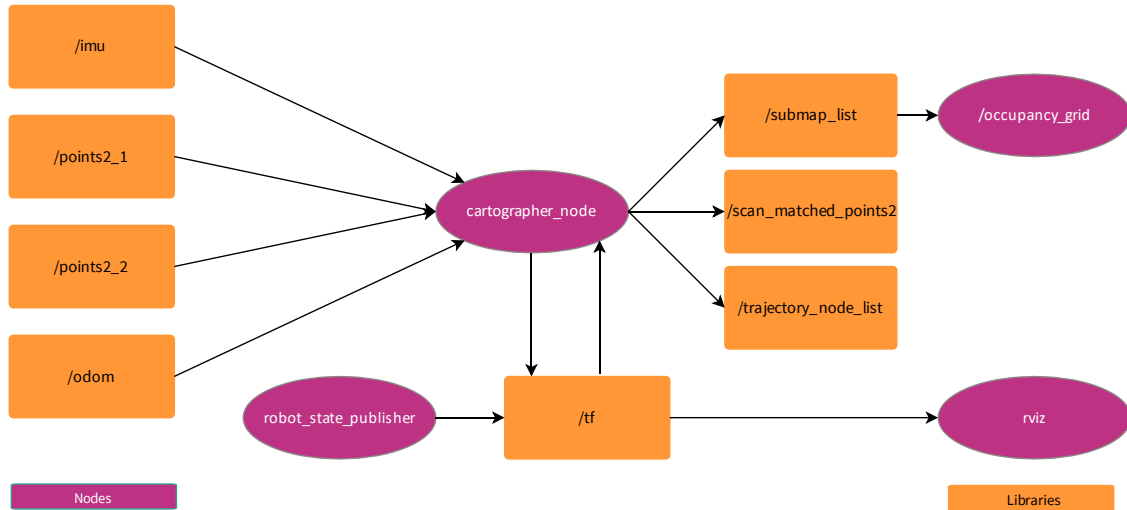 /imu
/points2_1
/points2_2
/odom
cartographer_node
/submap_list
/occupancy_grid
/scan_matched_points2
/trajectory_node_list
robot_state_publisher
/tf
rviz
Nodes
Libraries